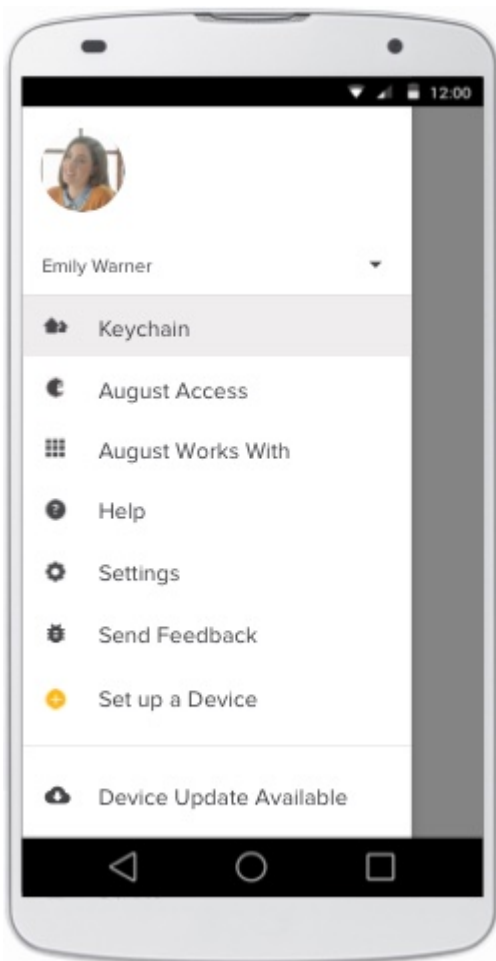 12:00
Emily Warner
Keychain
August Access
August Works With
Help
Settings
Send Feedback
Set up a Device
Device Update Available